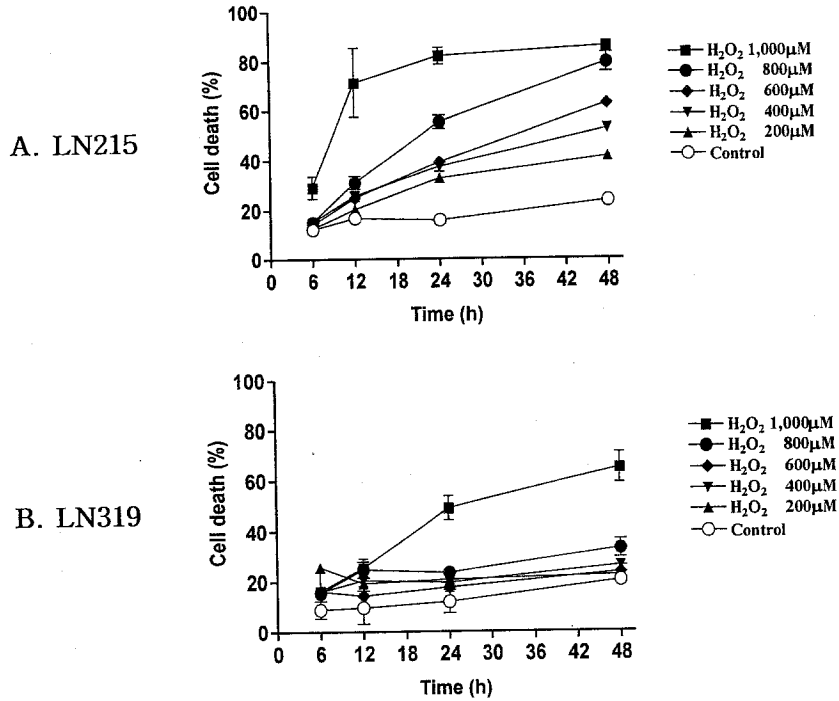 A. LN215
Cell death (%)
100
80
60
40
20
0
0 6 12 18 24 30 36 42 48
Time (h)
H₂O₂ 1,000µM
H₂O₂ 800µM
H₂O₂ 600µM
H₂O₂ 400µM
H₂O₂ 200µM
Control
B. LN319
Cell death (%)
100
80
60
40
20
0
0 6 12 18 24 30 36 42 48
Time (h)
H₂O₂ 1,000µM
H₂O₂ 800µM
H₂O₂ 600µM
H₂O₂ 400µM
H₂O₂ 200µM
Control